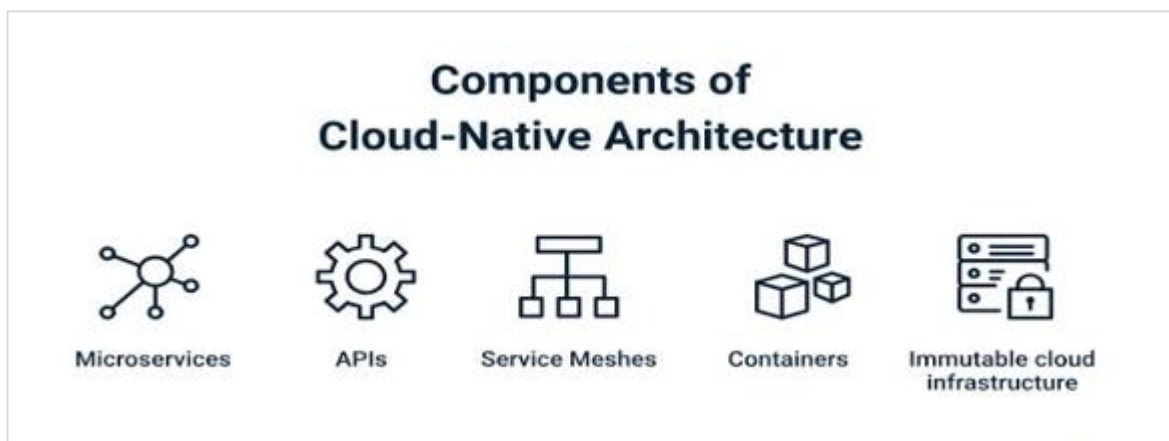 Components of
Cloud-Native Architecture
Microservices
APIs
Service Meshes
Containers
Immutable cloud
infrastructure